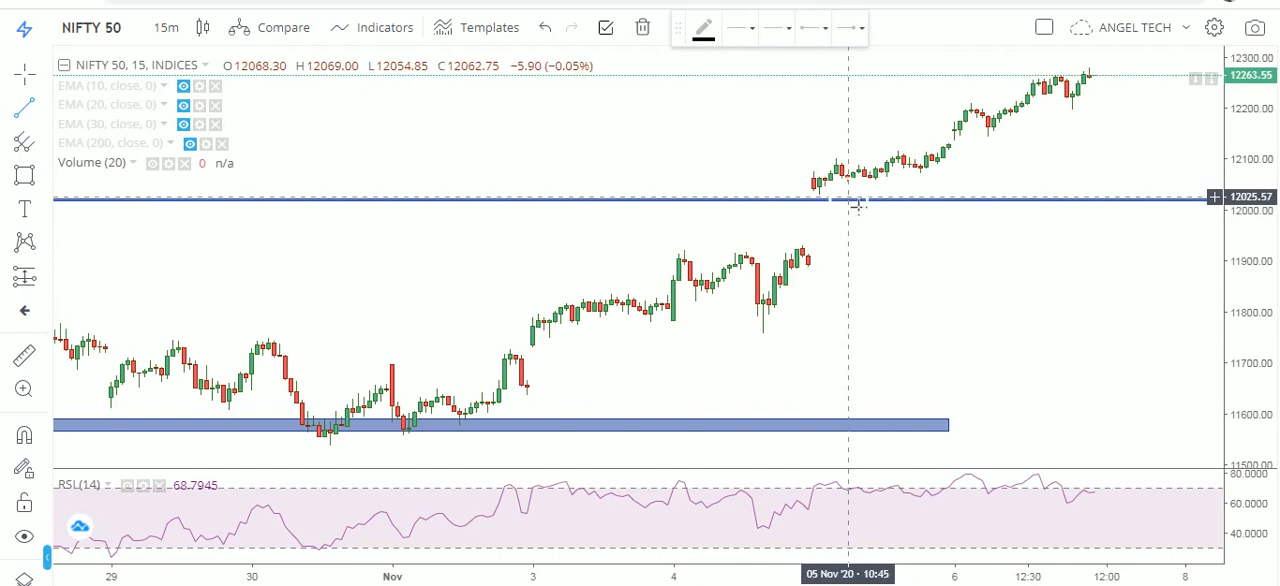 NIFTY 50 15m Compare Indicators Templates ANGEL TECH
NIFTY 50, 15, INDICES O12068.30 H12069.00 L12054.85 C12062.75 −5.90 (−0.05%)
EMA (10, close, 0)
EMA (20, close, 0)
EMA (30, close, 0)
EMA (200, close, 0)
Volume (20) 0 n/a
12300.00
12263.55
12200.00
12100.00
12025.57
12000.00
11900.00
11800.00
11700.00
11600.00
11500.00
RSI (14) 68.7945
80.0000
60.0000
40.0000
29 30 Nov 3 4 05 Nov '20 · 10:45 6 12:30 12:00 8